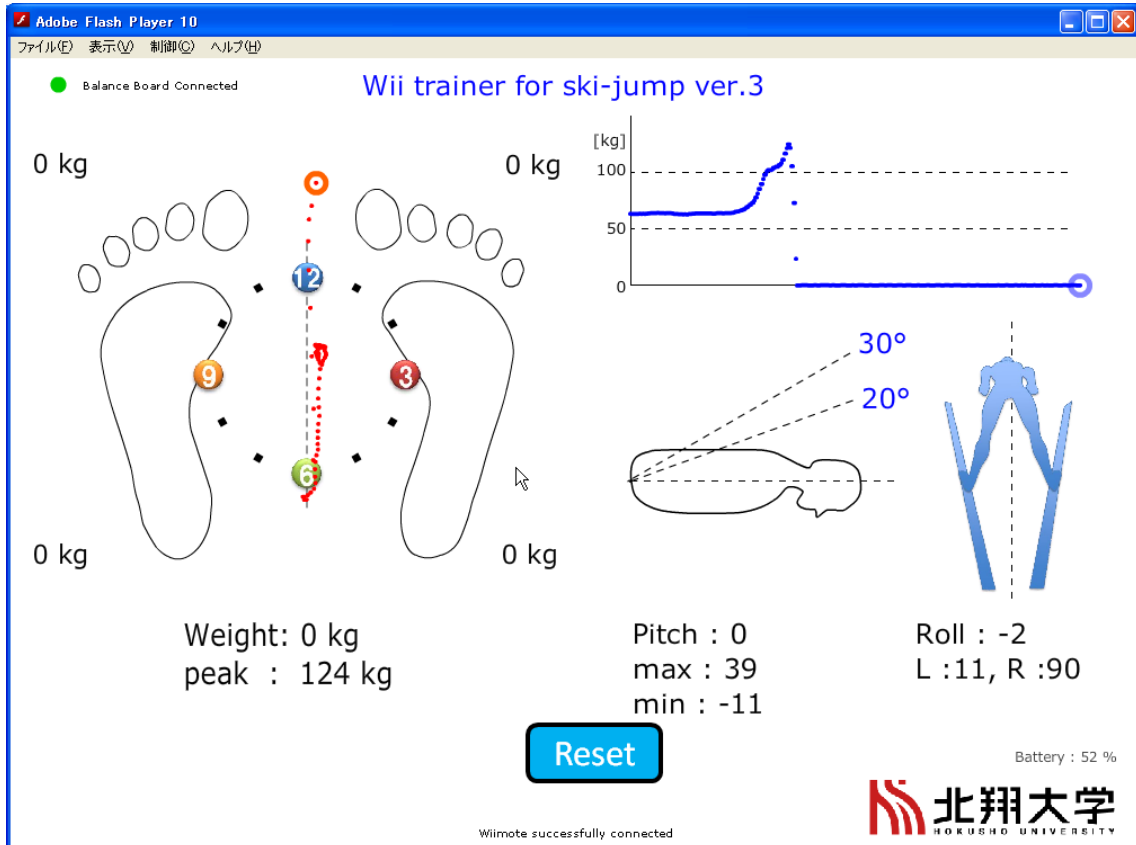 Adobe Flash Player 10
ファイル(F) 表示(V) 制御(C) ヘルプ(H)
Balance Board Connected
Wii trainer for ski-jump ver.3
0 kg
0 kg
[kg]
100
50
0
12
9
3
6
30°
20°
0 kg
0 kg
Weight: 0 kg
peak : 124 kg
Pitch : 0
max : 39
min : -11
Roll : -2
L :11, R :90
Reset
Battery : 52 %
北翔大学
HOKUSHO UNIVERSITY
Wiimote successfully connected